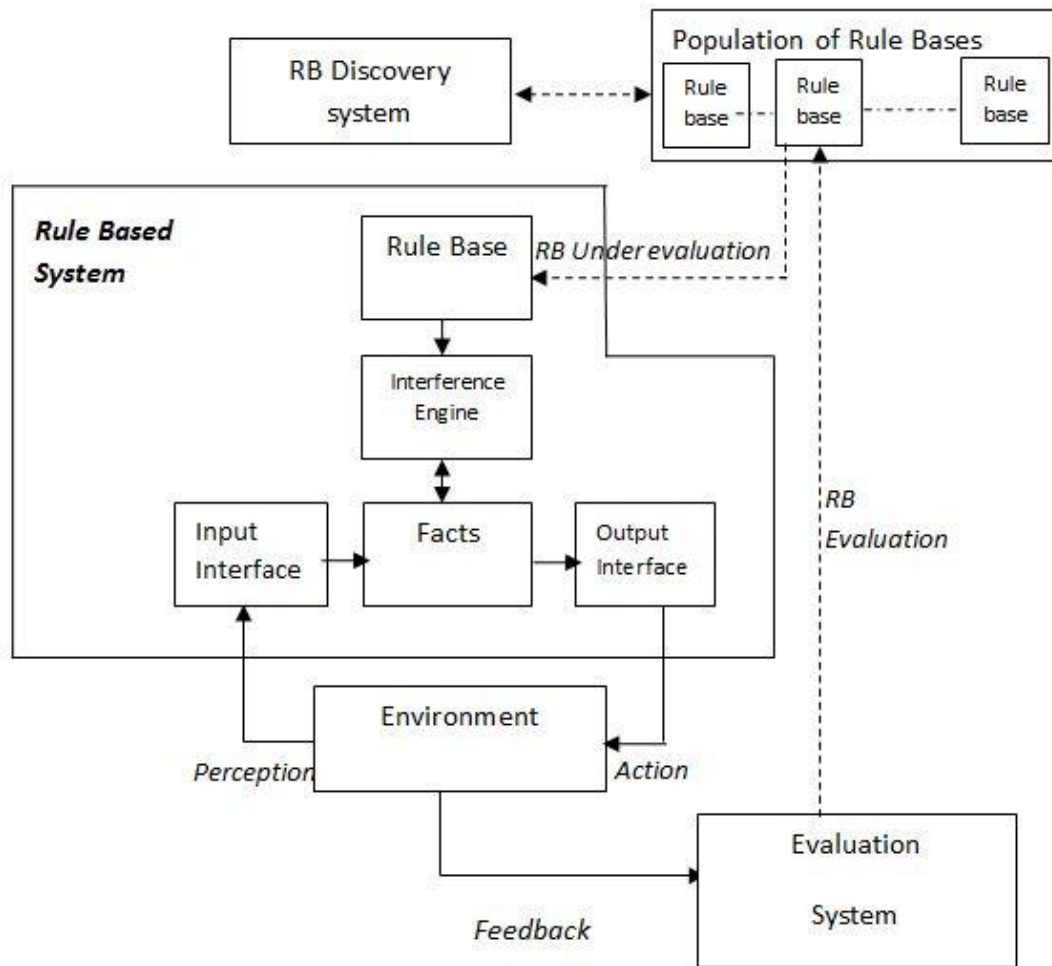 RB Discovery
system
Population of Rule Bases
Rule
base
Rule
base
Rule
base
Rule Based
System
Rule Base
RB Under evaluation
Interference
Engine
Input
Interface
Facts
Output
Interface
RB
Evaluation
Environment
Perception
Action
Evaluation
System
Feedback